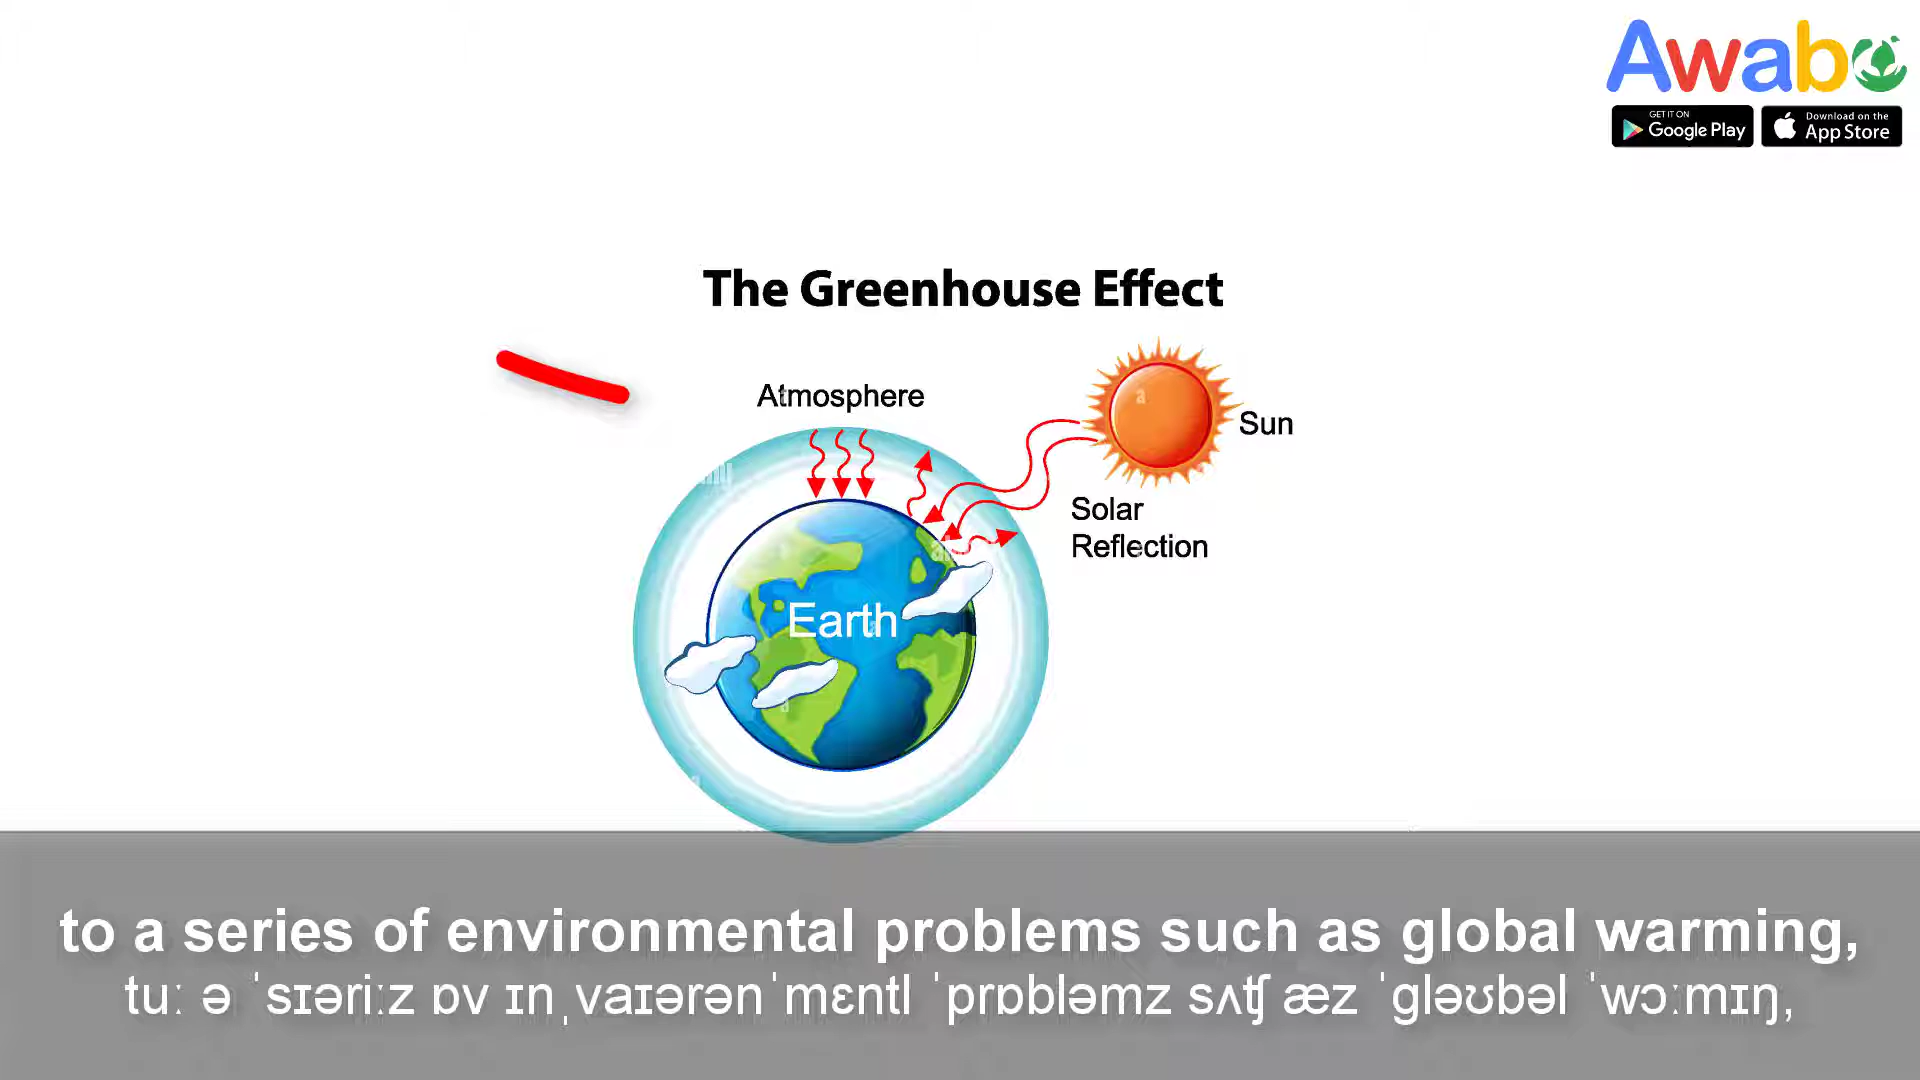 Awabe
GET IT ON
Google Play
Download on the
App Store
The Greenhouse Effect
Atmosphere
Sun
Solar
Reflection
Earth
to a series of environmental problems such as global warming,
tuː ə ˈsɪəriːz ɒv ɪnˌvaɪərənˈmɛntl ˈprɒbləmz sʌʧ æz ˈgləʊbəl ˈwɔːmɪŋ,